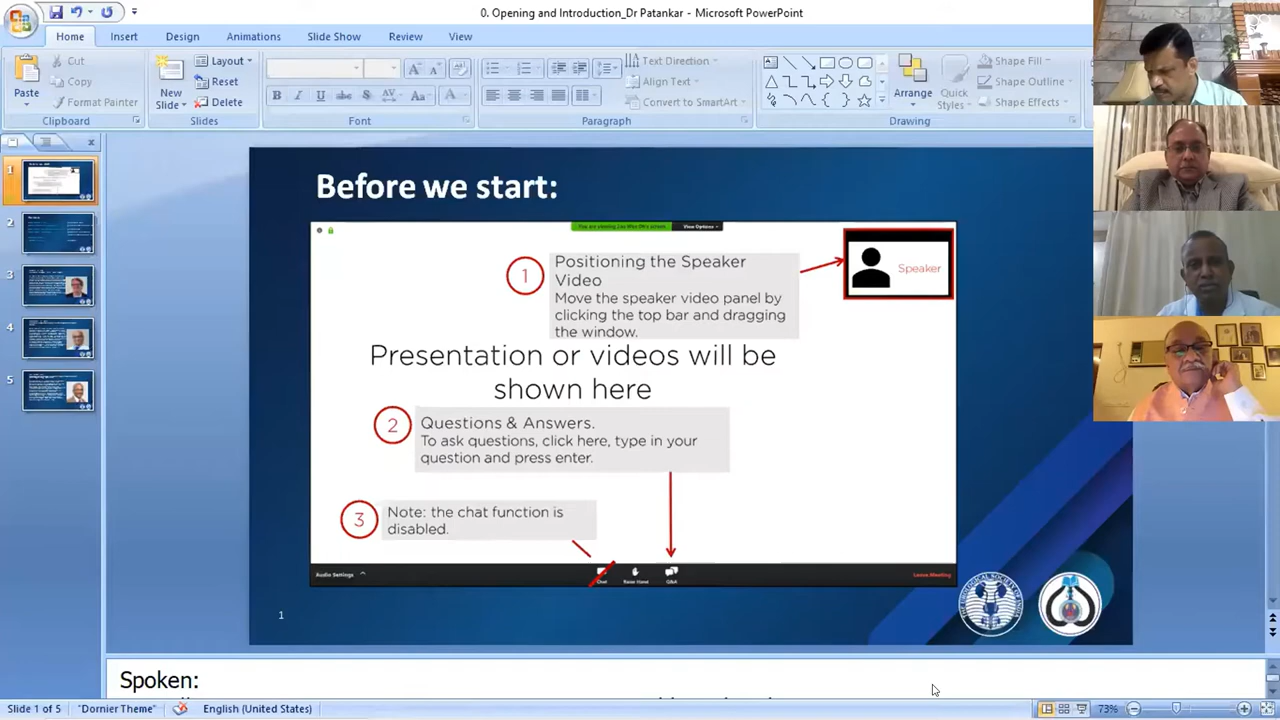 0. Opening and Introduction_Dr Patankar - Microsoft PowerPoint
Home
Insert
Design
Animations
Slide Show
Review
View
Paste
Cut
Copy
Format Painter
Clipboard
New
Slide
Layout
Reset
Delete
Slides
B I U S AV Aa
Font
Text Direction
Align Text
Convert to SmartArt
Paragraph
Arrange
Quick
Styles
Shape Fill
Shape Outline
Shape Effects
Drawing
1
2
3
4
5
Before we start:
You are viewing
View Options
1
Positioning the Speaker
Video
Move the speaker video panel by
clicking the top bar and dragging
the window.
Speaker
Presentation or videos will be
shown here
2
Questions & Answers.
To ask questions, click here, type in your
question and press enter.
3
Note: the chat function is
disabled.
Audio Settings
Chat
Raise Hand
Q&A
Leave Meeting
1
Spoken:
Slide 1 of 5
"Dornier Theme"
English (United States)
73%